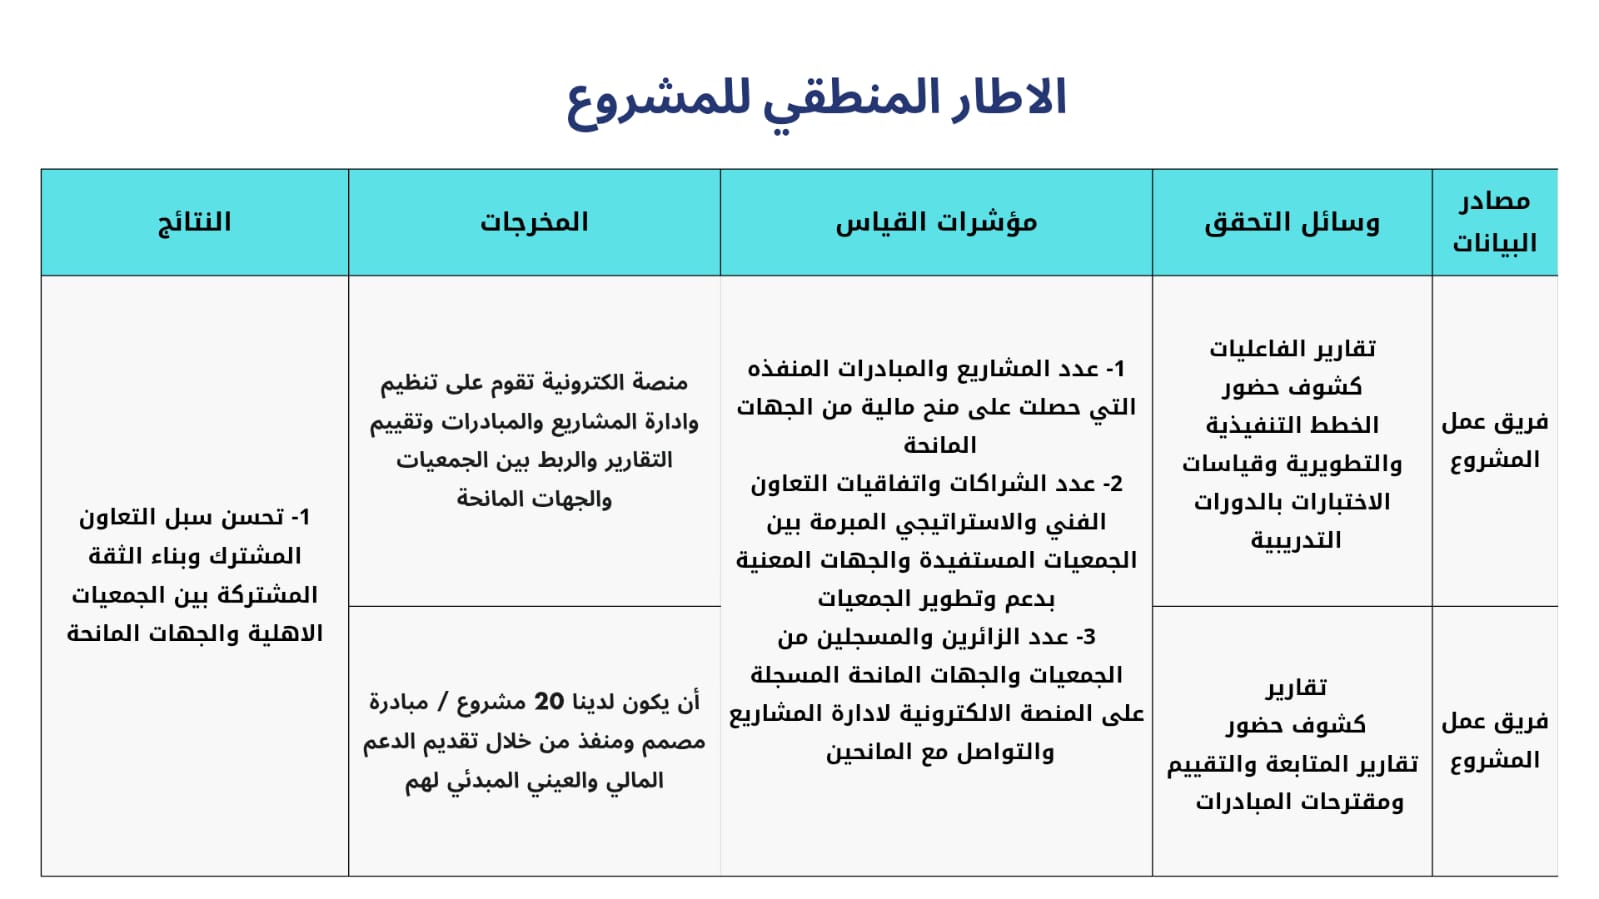 الاطار المنطقي للمشروع
مصادر
البيانات
وسائل التحقق
مؤشرات القياس
المخرجات
النتائج
فريق عمل
المشروع
تقارير الفاعليات
كشوف حضور
الخطط التنفيذية
والتطويرية وقياسات
الاختبارات بالدورات
التدريبية
1- عدد المشاريع والمبادرات المنفذه
التي حصلت على منح مالية من الجهات
المانحة
2- عدد الشراكات واتفاقيات التعاون
الفني والاستراتيجي المبرمة بين
الجمعيات المستفيدة والجهات المعنية
بدعم وتطوير الجمعيات
3- عدد الزائرين والمسجلين من
الجمعيات والجهات المانحة المسجلة
على المنصة الالكترونية لادارة المشاريع
والتواصل مع المانحين
منصة الكترونية تقوم على تنظيم
وادارة المشاريع والمبادرات وتقييم
التقارير والربط بين الجمعيات
والجهات المانحة
1- تحسن سبل التعاون
المشترك وبناء الثقة
المشتركة بين الجمعيات
الاهلية والجهات المانحة
فريق عمل
المشروع
تقارير
كشوف حضور
تقارير المتابعة والتقييم
ومقترحات المبادرات
أن يكون لدينا 20 مشروع / مبادرة
مصمم ومنفذ من خلال تقديم الدعم
المالي والعيني المبدئي لهم